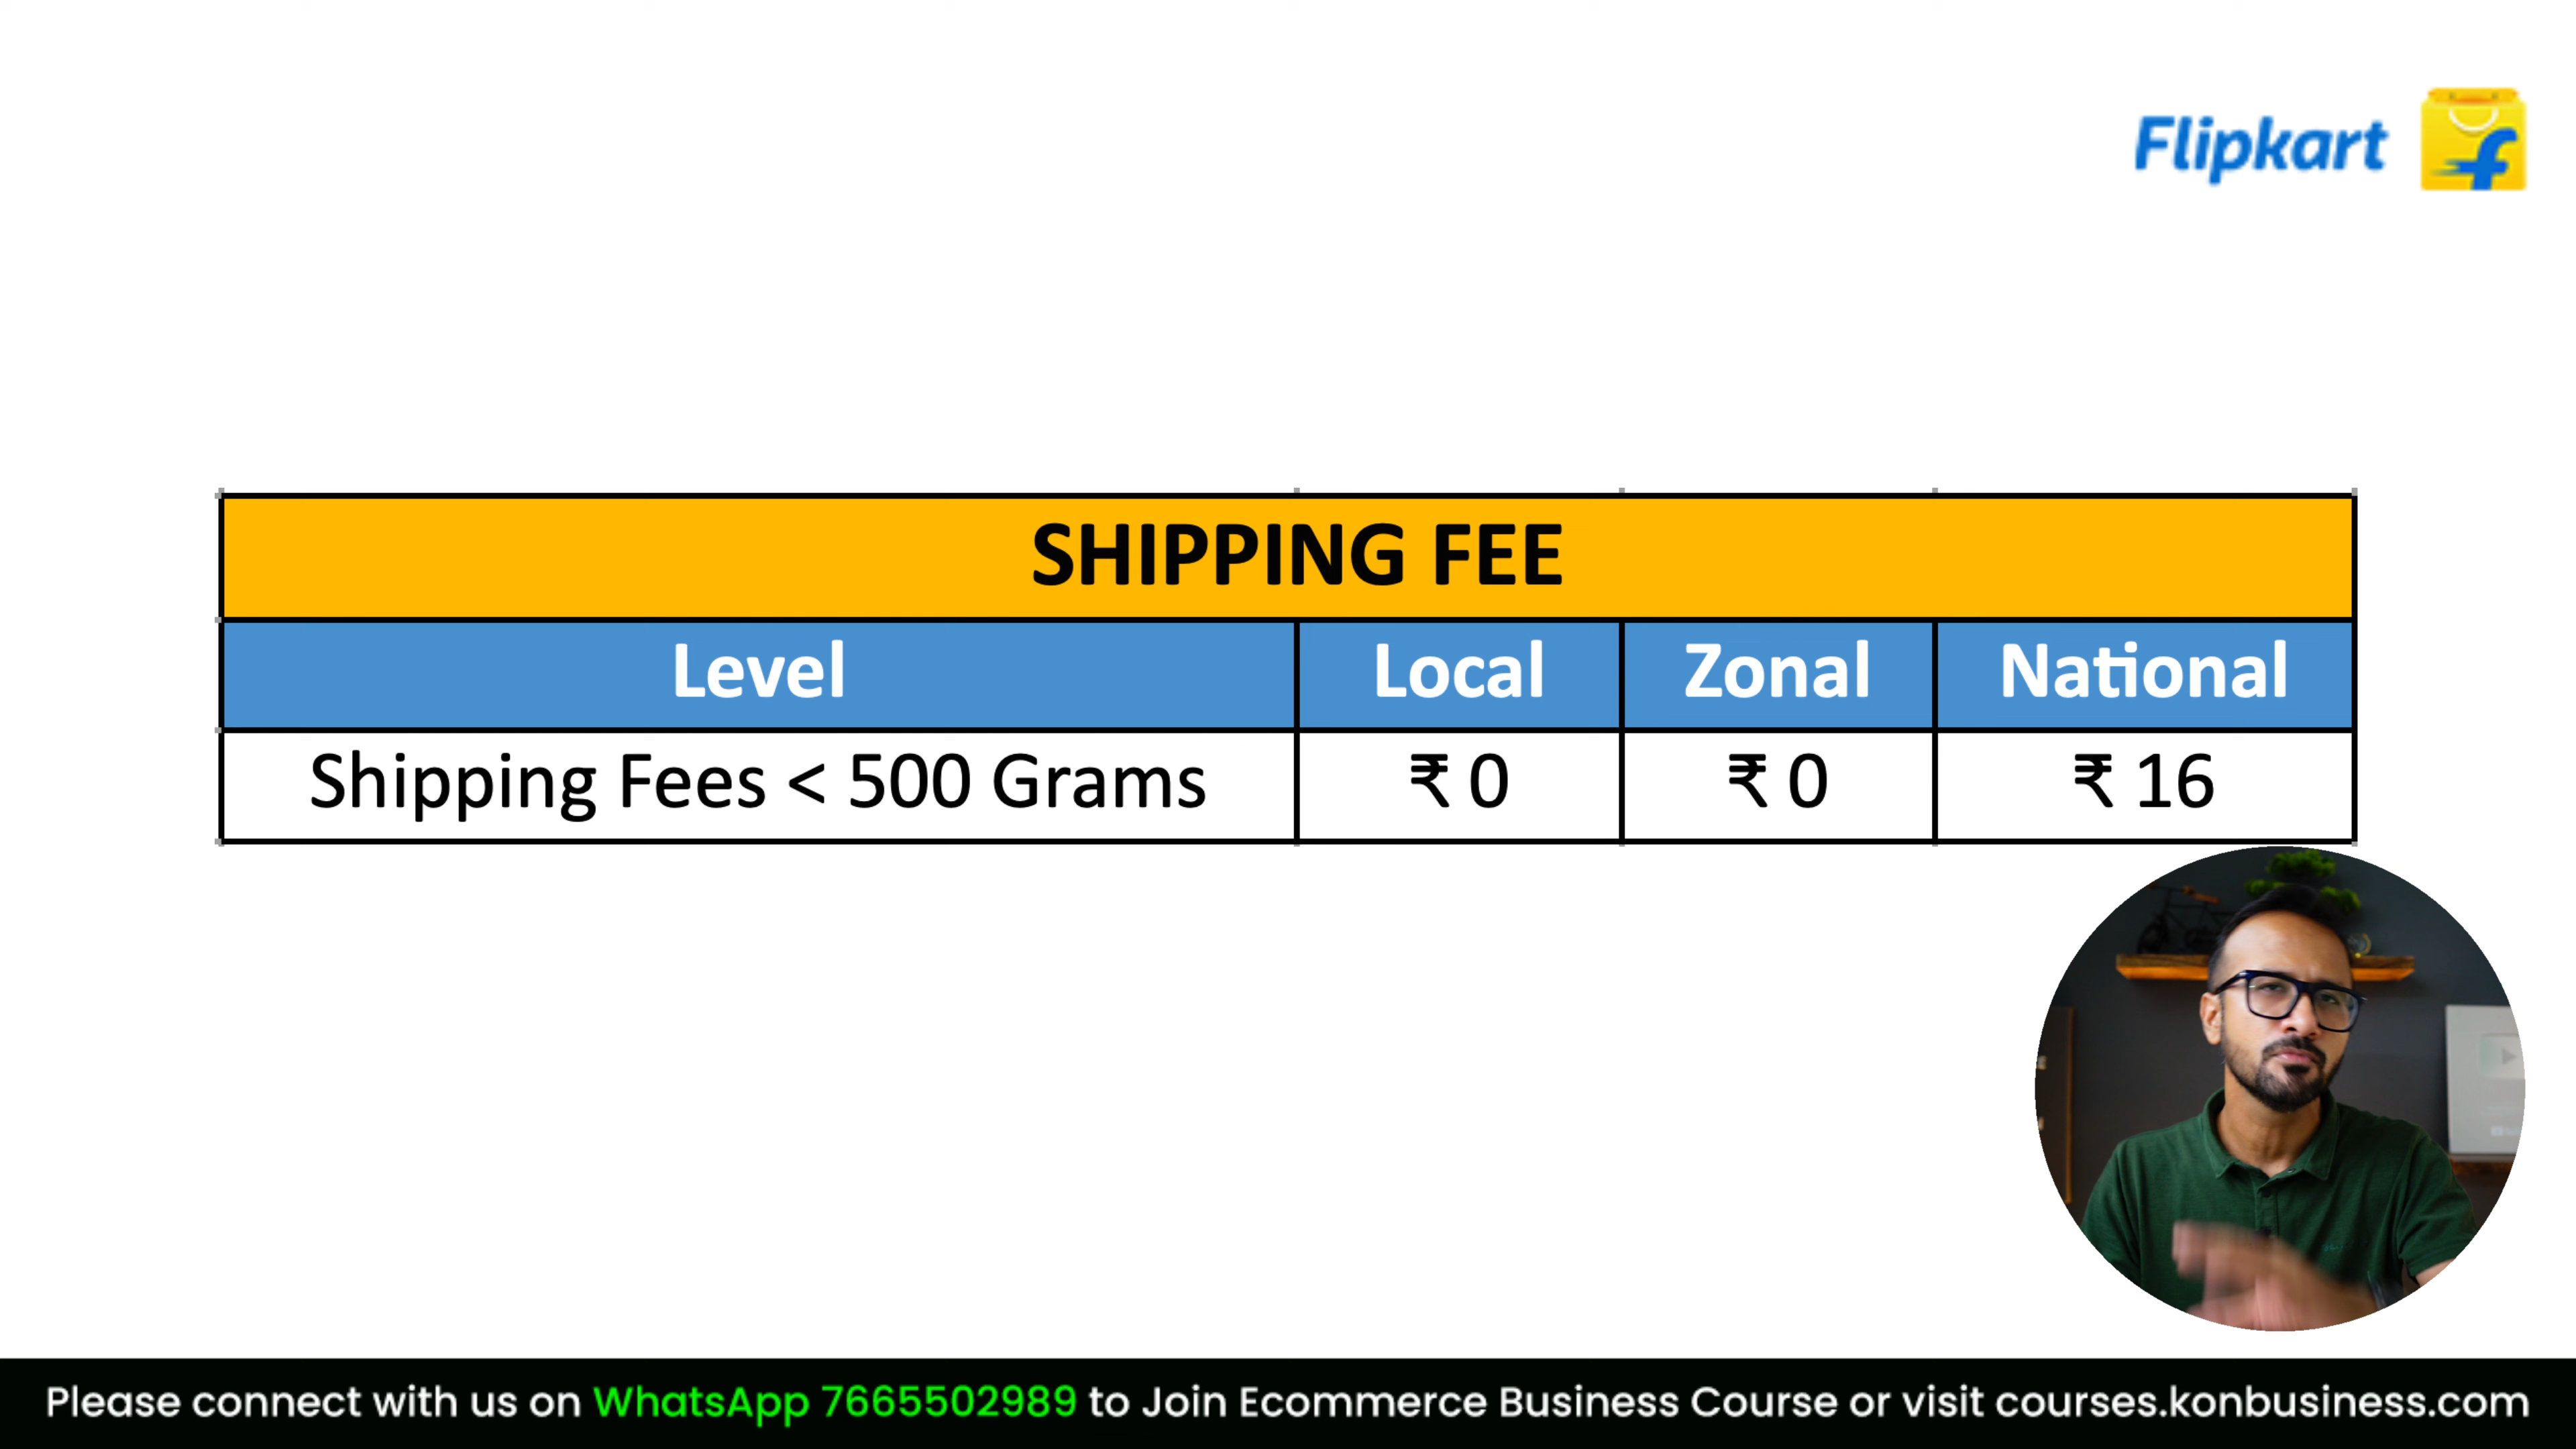 Flipkart
SHIPPING FEE
Level Local Zonal National
Shipping Fees < 500 Grams ₹ 0 ₹ 0 ₹ 16
Please connect with us on WhatsApp 7665502989 to Join Ecommerce Business Course or visit courses.konbusiness.com